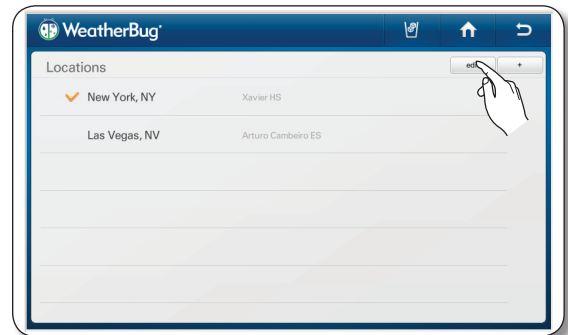 WeatherBug
Locations
+
New York, NY Xavier HS
Las Vegas, NV Arturo Cambeiro ES